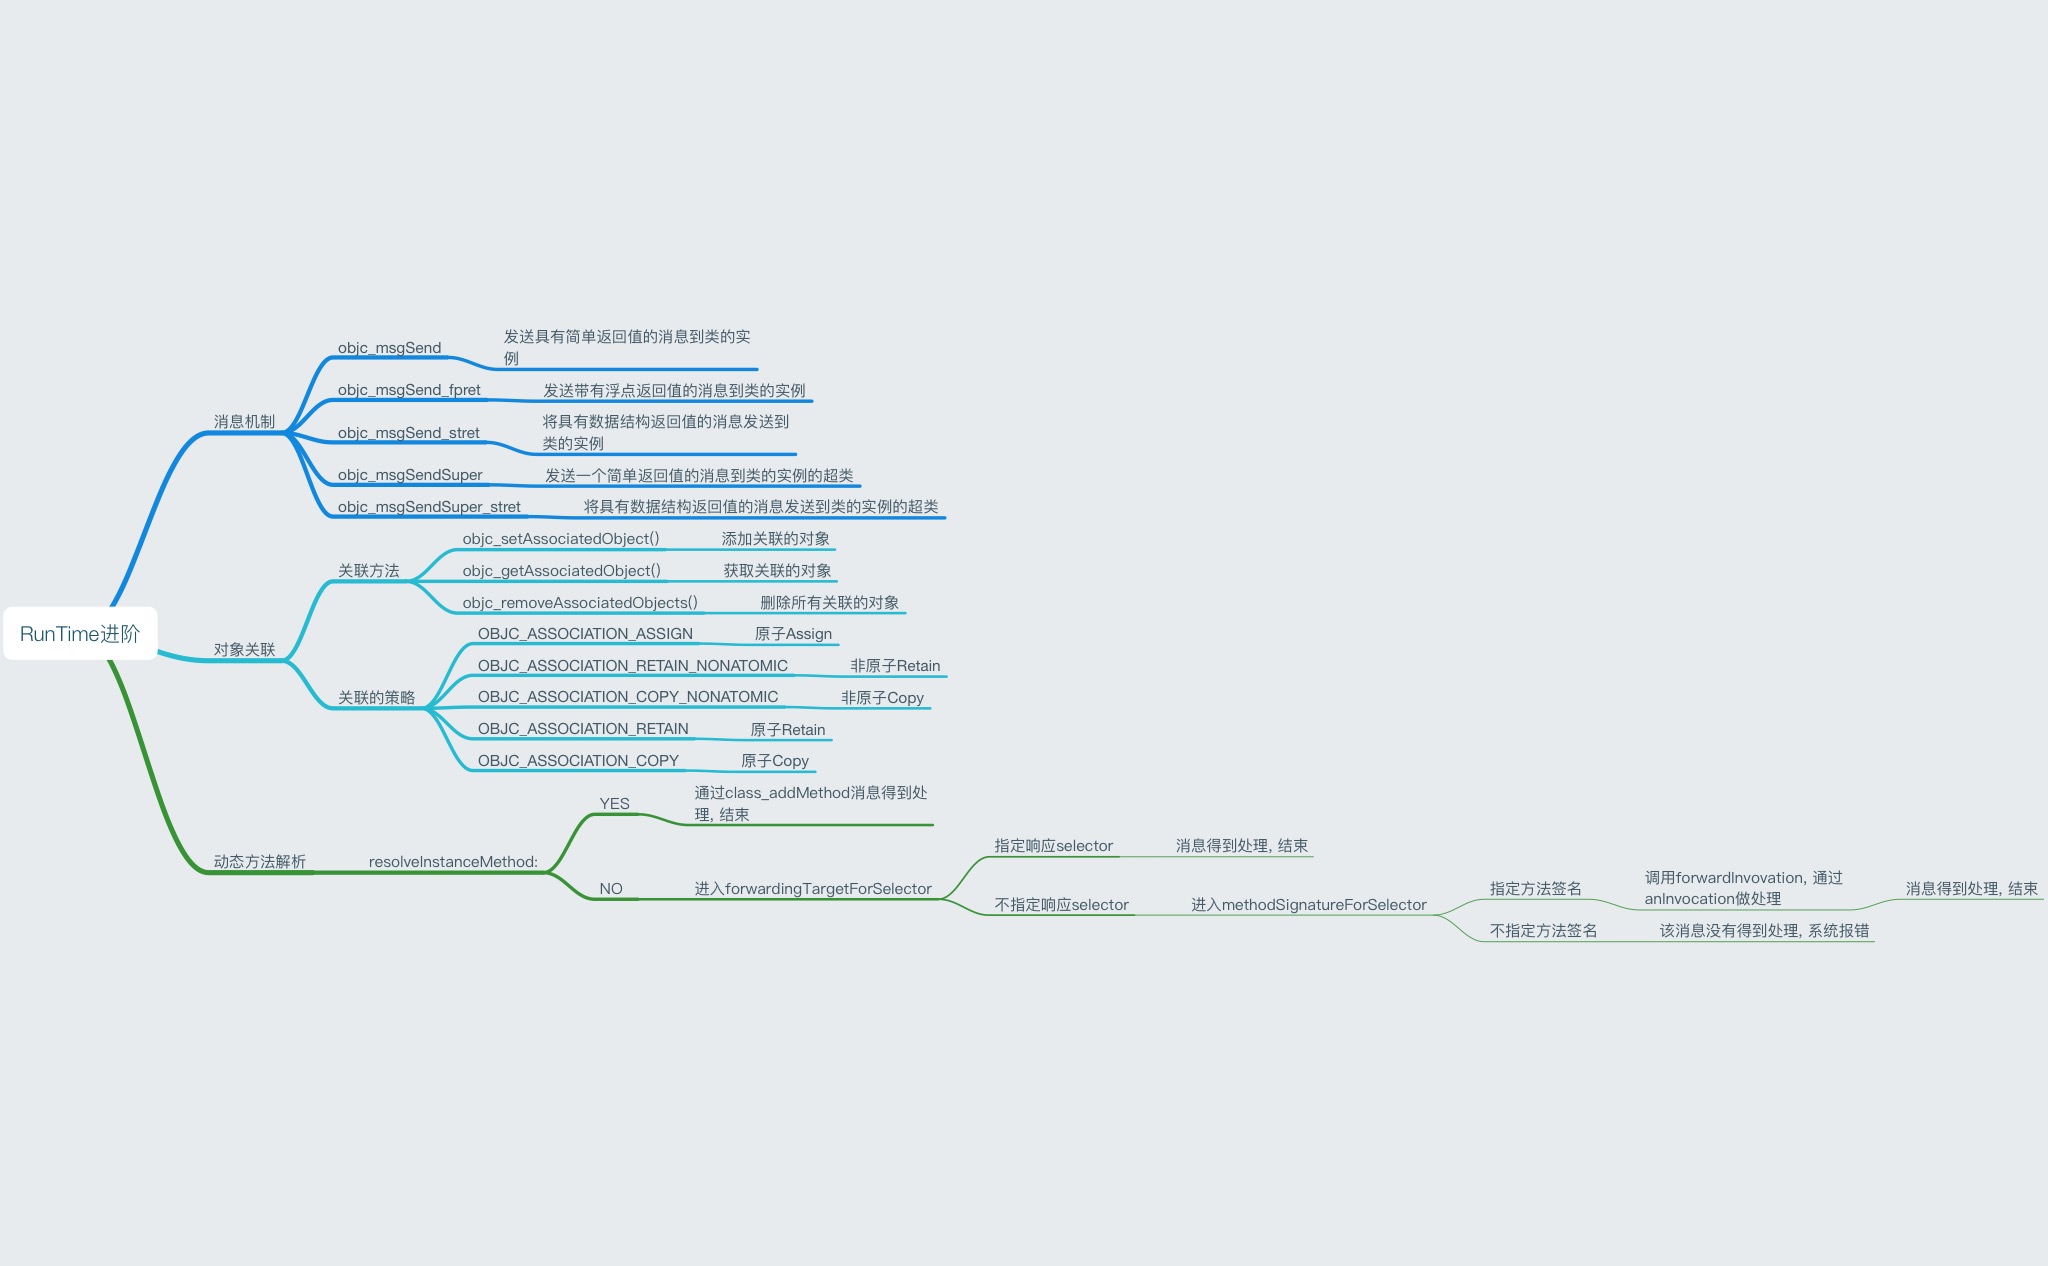 RunTime进阶
消息机制
objc_msgSend
发送具有简单返回值的消息到类的实
例
objc_msgSend_fpret
发送带有浮点返回值的消息到类的实例
objc_msgSend_stret
将具有数据结构返回值的消息发送到
类的实例
objc_msgSendSuper
发送一个简单返回值的消息到类的实例的超类
objc_msgSendSuper_stret
将具有数据结构返回值的消息发送到类的实例的超类
对象关联
关联方法
objc_setAssociatedObject()
添加关联的对象
objc_getAssociatedObject()
获取关联的对象
objc_removeAssociatedObjects()
删除所有关联的对象
关联的策略
OBJC_ASSOCIATION_ASSIGN
原子Assign
OBJC_ASSOCIATION_RETAIN_NONATOMIC
非原子Retain
OBJC_ASSOCIATION_COPY_NONATOMIC
非原子Copy
OBJC_ASSOCIATION_RETAIN
原子Retain
OBJC_ASSOCIATION_COPY
原子Copy
动态方法解析
resolveInstanceMethod:
YES
通过class_addMethod消息得到处
理, 结束
NO
进入forwardingTargetForSelector
指定响应selector
消息得到处理, 结束
不指定响应selector
进入methodSignatureForSelector
指定方法签名
调用forwardInvovation, 通过
anInvocation做处理
消息得到处理, 结束
不指定方法签名
该消息没有得到处理, 系统报错